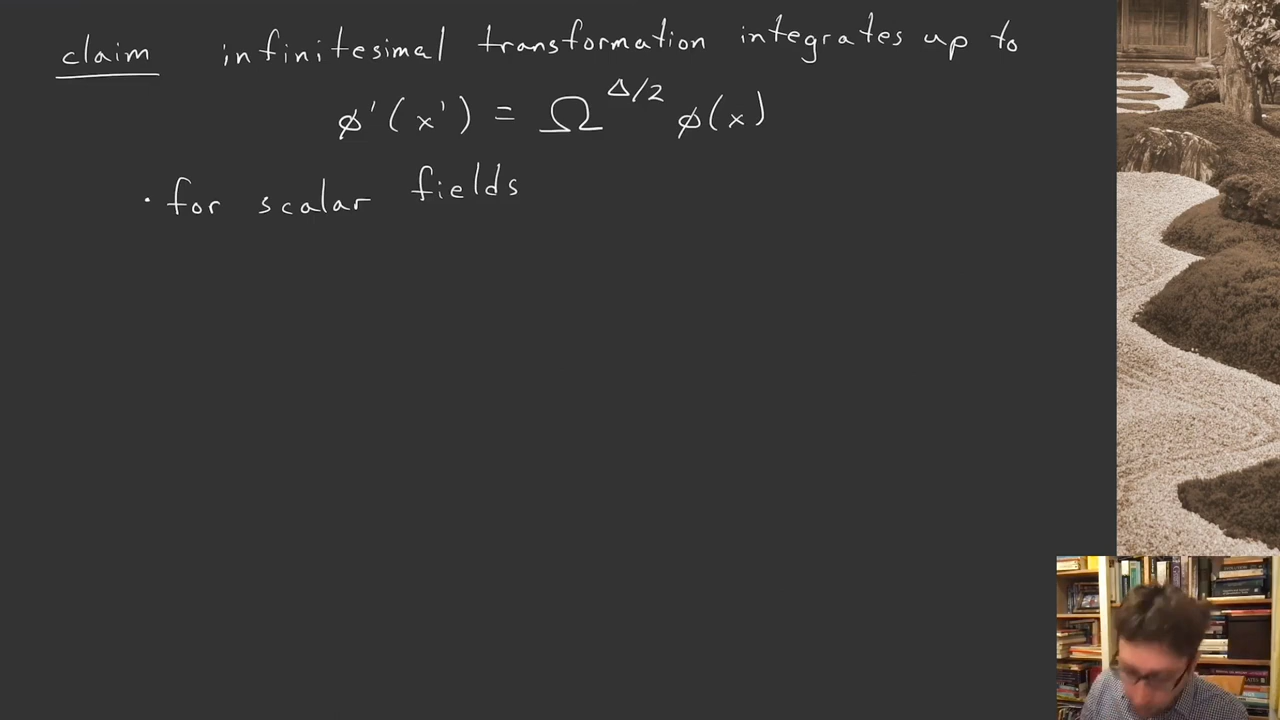 claim infinitesimal transformation integrates up to
ø'(x') = Ω^{Δ/2} ø(x)
· for scalar fields